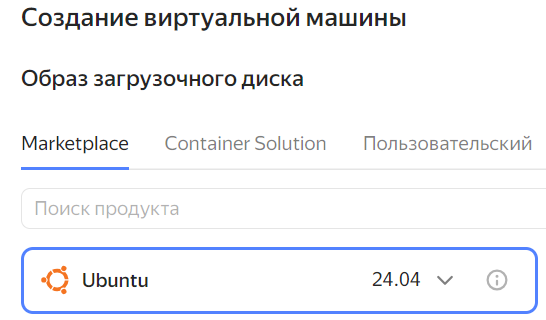 Создание виртуальной машины
Образ загрузочного диска
Marketplace Container Solution Пользовательский
Поиск продукта
Ubuntu 24.04